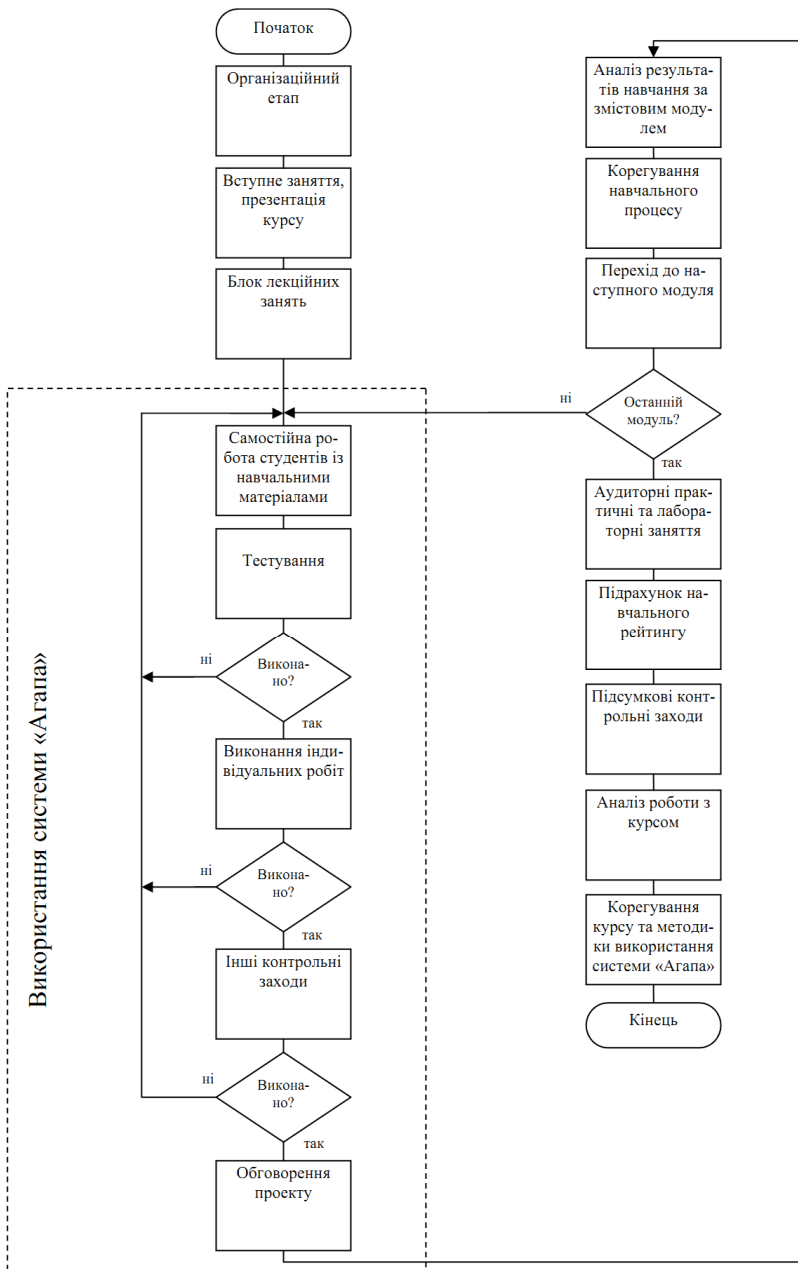 Початок
Організаційний
етап
Вступне заняття,
презентація
курсу
Блок лекційних
занять
Використання системи «Агапа»
Самостійна ро-
бота студентів із
навчальними
матеріалами
Тестування
ні
Викона-
но?
так
Виконання інди-
відуальних робіт
ні
Викона-
но?
так
Інші контрольні
заходи
ні
Викона-
но?
так
Обговорення
проекту
Аналіз результа-
тів навчання за
змістовим моду-
лем
Корегування
навчального
процесу
Перехід до на-
ступного модуля
ні
Останній
модуль?
так
Аудиторні прак-
тичні та лабора-
торні заняття
Підрахунок на-
вчального
рейтингу
Підсумкові конт-
рольні заходи
Аналіз роботи з
курсом
Корегування
курсу та методи-
ки використання
системи «Агапа»
Кінець